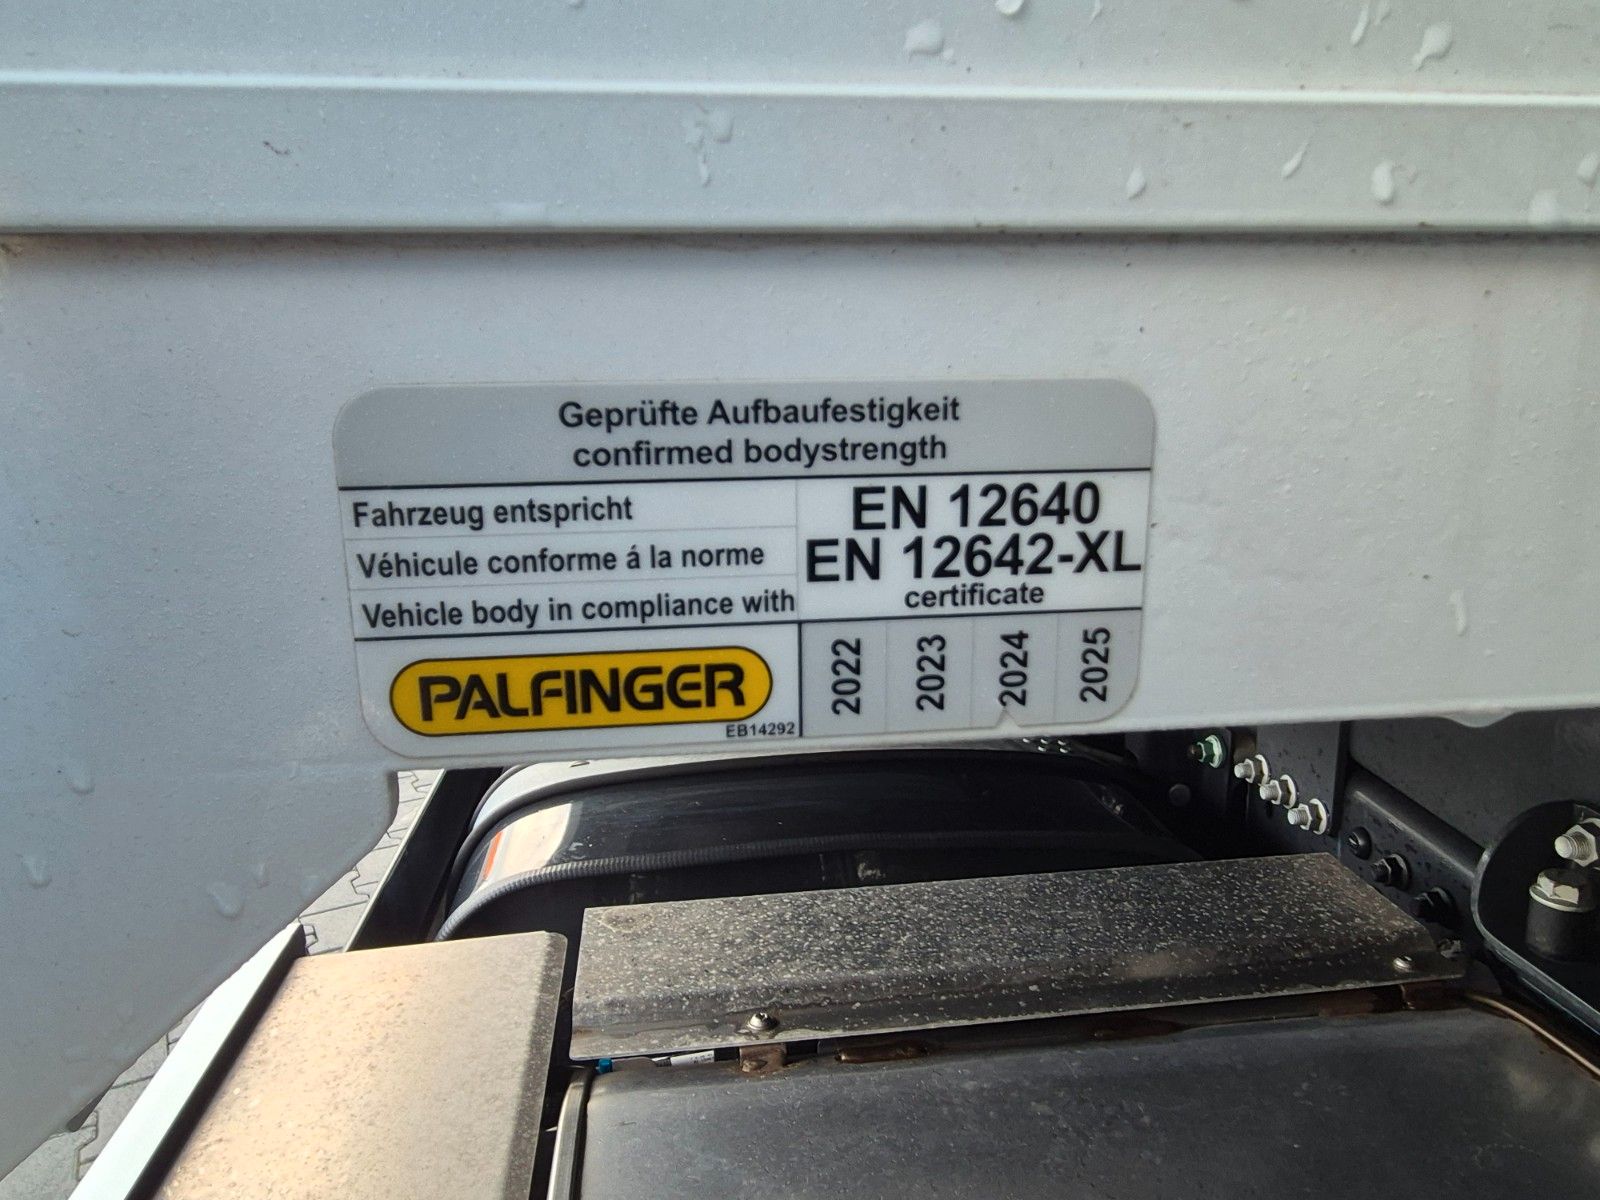 Geprüfte Aufbaufestigkeit
confirmed bodystrength
Fahrzeug entspricht
Véhicule conforme á la norme
Vehicle body in compliance with
EN 12640
EN 12642-XL
certificate
PALFINGER
EB14292
2022
2023
2024
2025